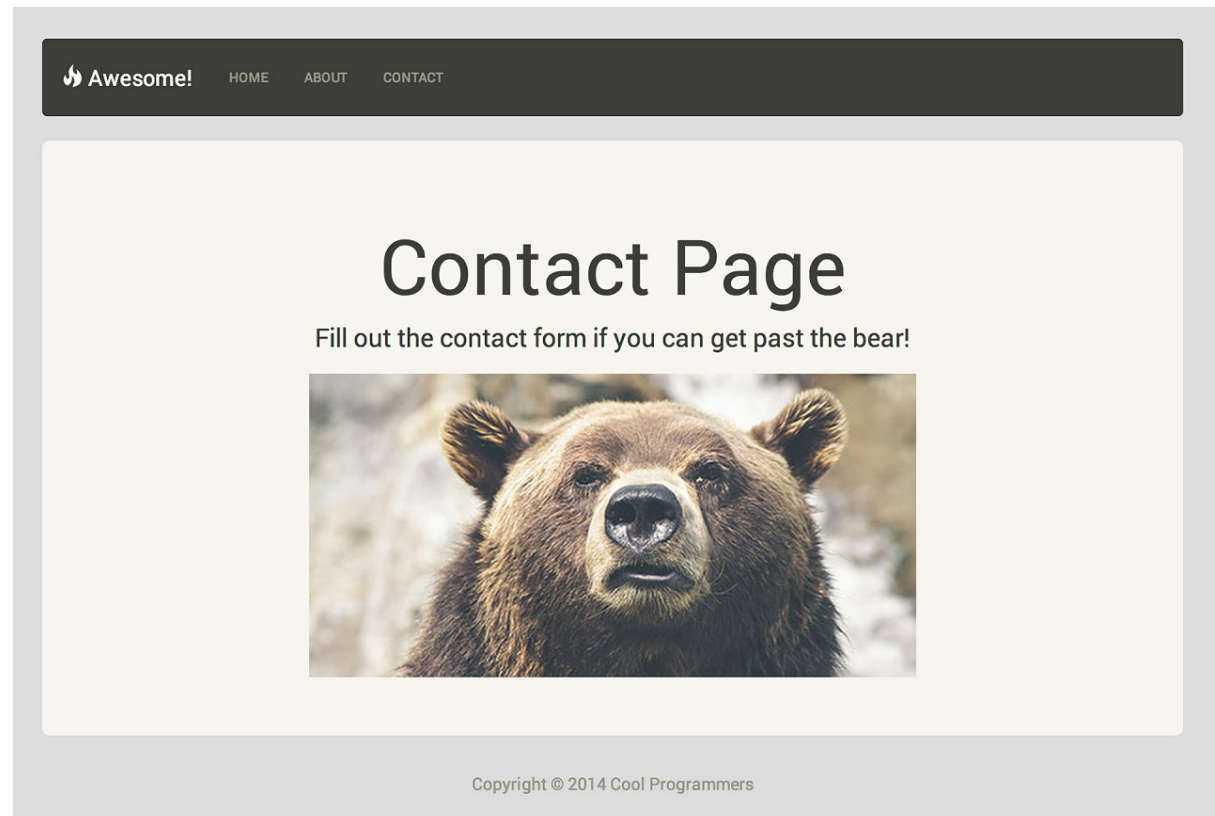 Awesome! HOME ABOUT CONTACT
Contact Page
Fill out the contact form if you can get past the bear!
Copyright © 2014 Cool Programmers